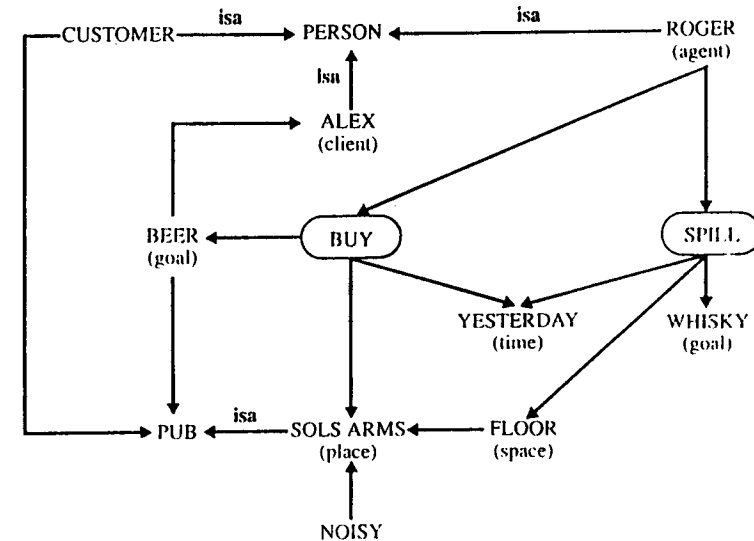 isa
isa
CUSTOMER
PERSON
ROGER
(agent)
isa
ALEX
(client)
BEER
(goal)
BUY
SPILL
YESTERDAY
(time)
WHISKY
(goal)
isa
PUB
SOLS ARMS
(place)
FLOOR
(space)
NOISY